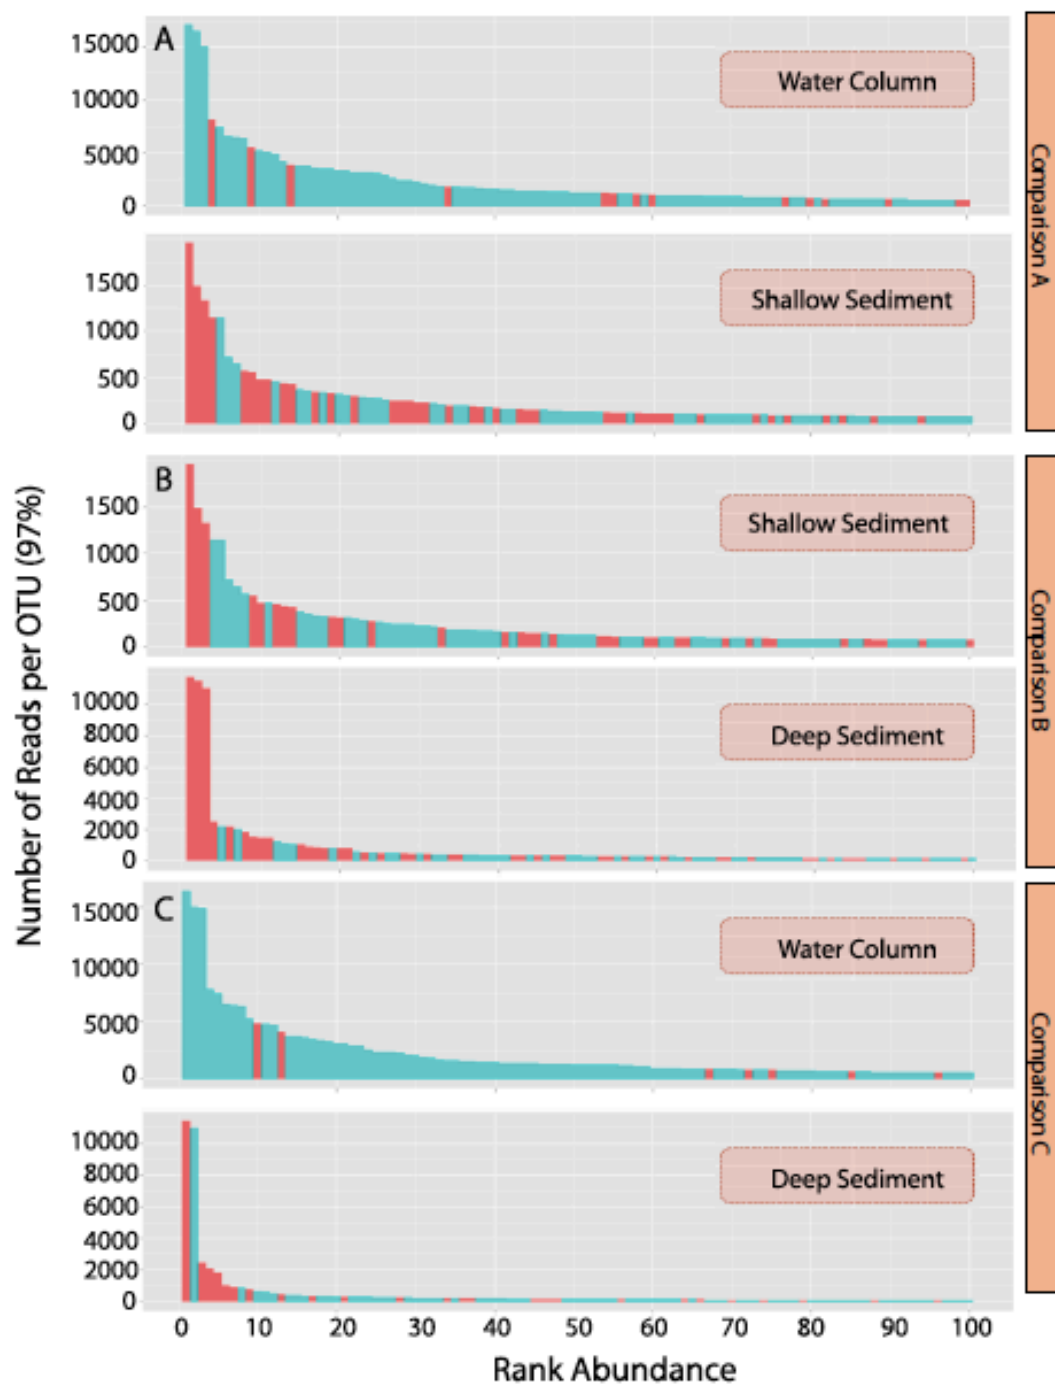 A
Water Column
15000
10000
5000
0
Shallow Sediment
1500
1000
500
0
Comparison A
B
Shallow Sediment
1500
1000
500
0
Deep Sediment
10000
8000
6000
4000
2000
0
Comparison B
C
Water Column
15000
10000
5000
0
Deep Sediment
10000
8000
6000
4000
2000
0
Comparison C
Number of Reads per OTU (97%)
0 10 20 30 40 50 60 70 80 90 100
Rank Abundance